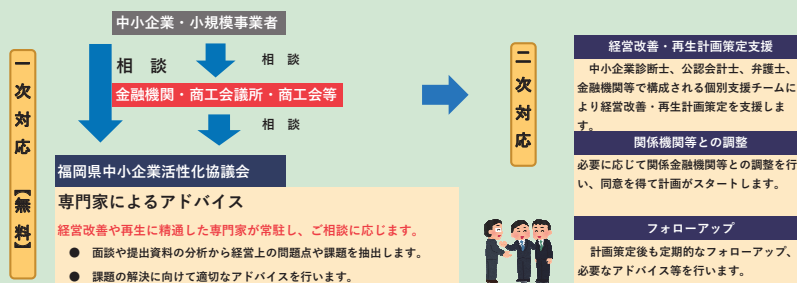 中小企業・小規模事業者
一次対応【無料】
相 談
相 談
金融機関・商工会議所・商工会等
相 談
福岡県中小企業活性化協議会
専門家によるアドバイス
経営改善や再生に精通した専門家が常駐し、ご相談に応じます。
● 面談や提出資料の分析から経営上の問題点や課題を抽出します。
● 課題の解決に向けて適切なアドバイスを行います。
二次対応
経営改善・再生計画策定支援
中小企業診断士、公認会計士、弁護士、
金融機関等で構成される個別支援チームに
より経営改善・再生計画策定を支援しま
す。
関係機関等との調整
必要に応じて関係金融機関等との調整を行
い、同意を得て計画がスタートします。
フォローアップ
計画策定後も定期的なフォローアップ、
必要なアドバイス等を行います。